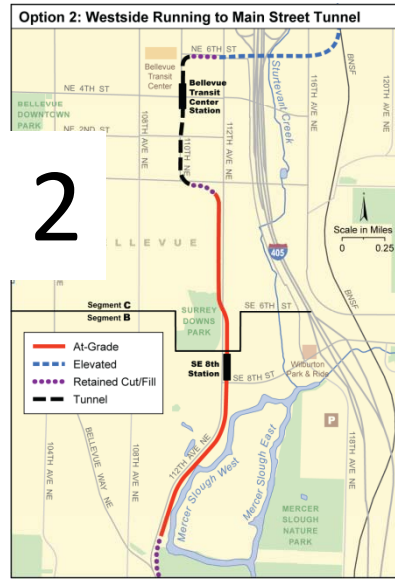 Option 2: Westside Running to Main Street Tunnel
NE 6TH ST
Bellevue
Transit
Center
Bellevue
Transit
Center
Station
NE 4TH ST
BELLEVUE
DOWNTOWN
PARK
108TH AVE NE
NE 2ND ST
110TH AVE NE
112TH AVE NE
Sturtevant Creek
116TH AVE NE
BNSF
120TH AVE NE
2
Scale in Miles
0 0.25
405
BNSF
Segment C
Segment B
SURREY
DOWNS
PARK
SE 6TH ST
At-Grade
Elevated
Retained Cut/Fill
Tunnel
SE 8TH
Station
SE 8TH ST
Wilburton
Park & Ride
P
104TH AVE NE
BELLEVUE WAY NE
108TH AVE NE
112TH AVE NE
Mercer Slough West
Mercer Slough East
118TH AVE NE
MERCER
SLOUGH
NATURE
PARK